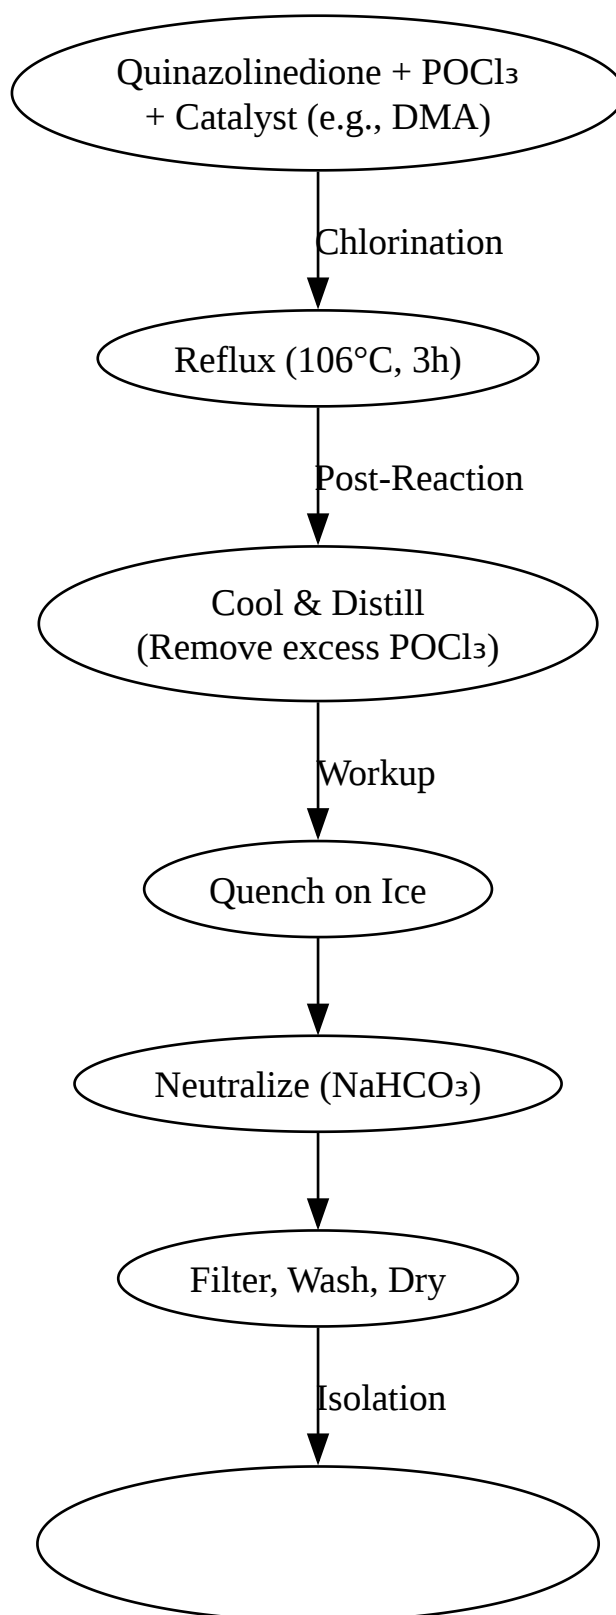 Quinazolinedione + POCl₃
+ Catalyst (e.g., DMA)
Chlorination
Reflux (106°C, 3h)
Post-Reaction
Cool & Distill
(Remove excess POCl₃)
Workup
Quench on Ice
Neutralize (NaHCO₃)
Filter, Wash, Dry
Isolation